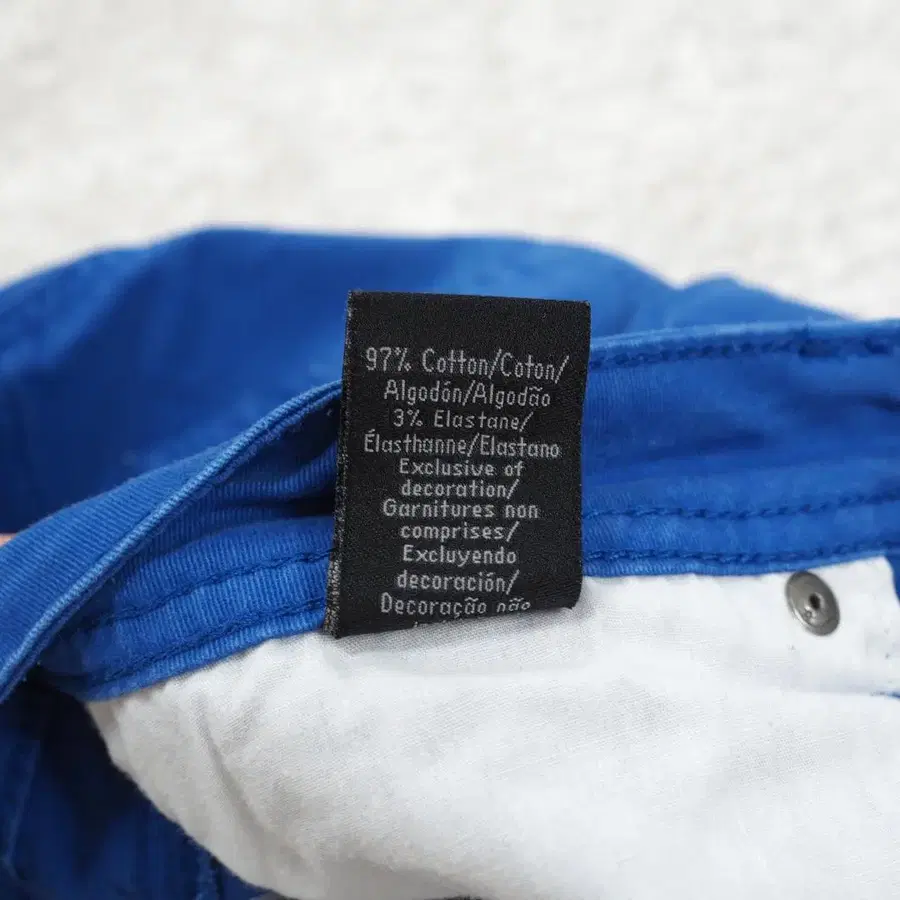 97% Cotton/Coton/
Algodón/Algodão
3% Elastane/
Élasthanne/Elastano
Exclusive of
decoration/
Garnitures non
comprises/
Excluyendo
decoración/
Decoração não